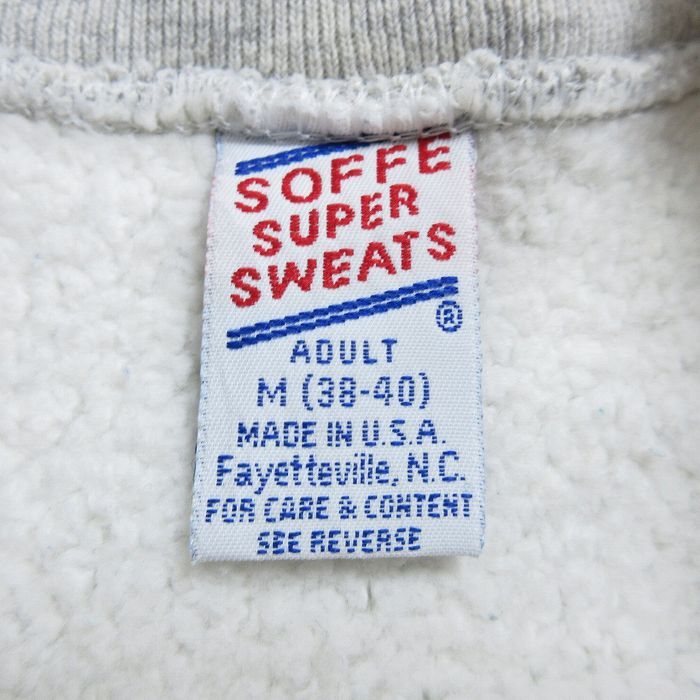 SOFFE
SUPER
SWEATS
®
ADULT
M (38-40)
MADE IN U.S.A.
Fayetteville, N.C.
FOR CARE & CONTENT
SEE REVERSE